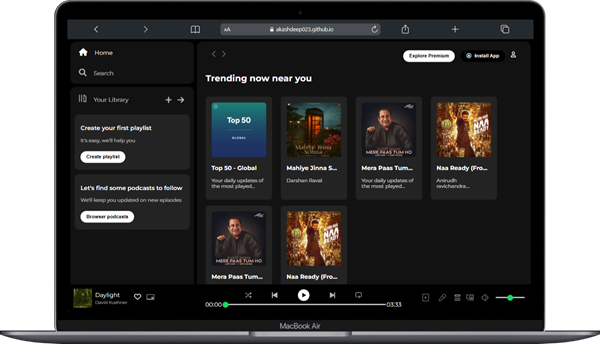 AA
akashdeep023.github.io
Home
Search
Your Library
Create your first playlist
It's easy, we'll help you
Create playlist
Let's find some podcasts to follow
We'll keep you updated on new episodes
Browser podcasts
Explore Premium
Install App
Trending now near you
Top 50
GLOBAL
Top 50 - Global
Your daily updates of
the most played...
Mahiye Jinna
Sohna
Mahiye Jinna S...
Darshan Raval
MERE PAAS TUM HO
Mera Paas Tum...
Your daily updates of
the most played...
NAA
READY
Naa Ready (Fro...
Anirudh
ravichandra...
MERE PAAS TUM HO
Mera Paas Tum...
NAA
READY
Naa Ready (Fro...
Daylight
David Kushner
00:00
03:33
MacBook Air